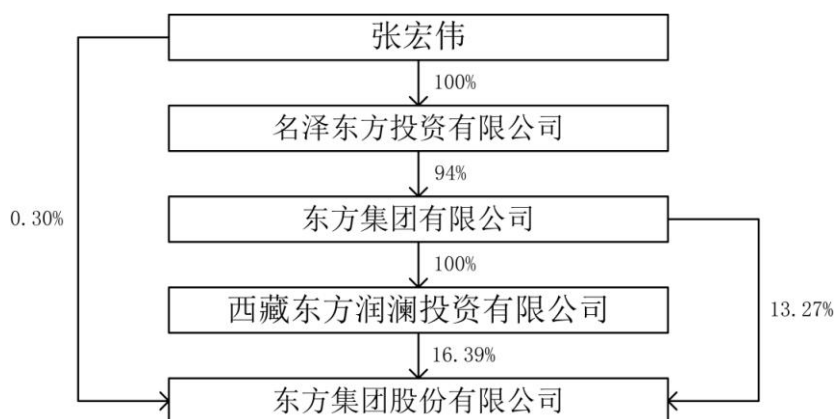 张宏伟
100%
名泽东方投资有限公司
94%
0.30%
东方集团有限公司
100%
西藏东方润澜投资有限公司
13.27%
16.39%
东方集团股份有限公司